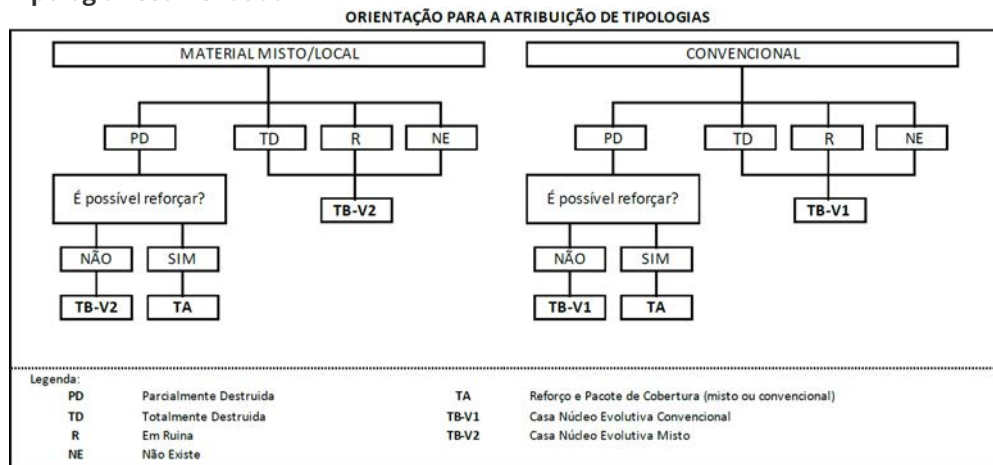 ORIENTAÇÃO PARA A ATRIBUIÇÃO DE TIPOLOGIAS
MATERIAL MISTO/LOCAL
CONVENCIONAL
PD TD R NE
PD TD R NE
É possível reforçar?
TB-V2
É possível reforçar?
TB-V1
NÃO SIM
NÃO SIM
TB-V2 TA
TB-V1 TA
Legenda:
PD Parcialmente Destruida TA Reforço e Pacote de Cobertura (misto ou convencional)
TD Totalmente Destruida TB-V1 Casa Núcleo Evolutiva Convencional
R Em Ruina TB-V2 Casa Núcleo Evolutiva Misto
NE Não Existe